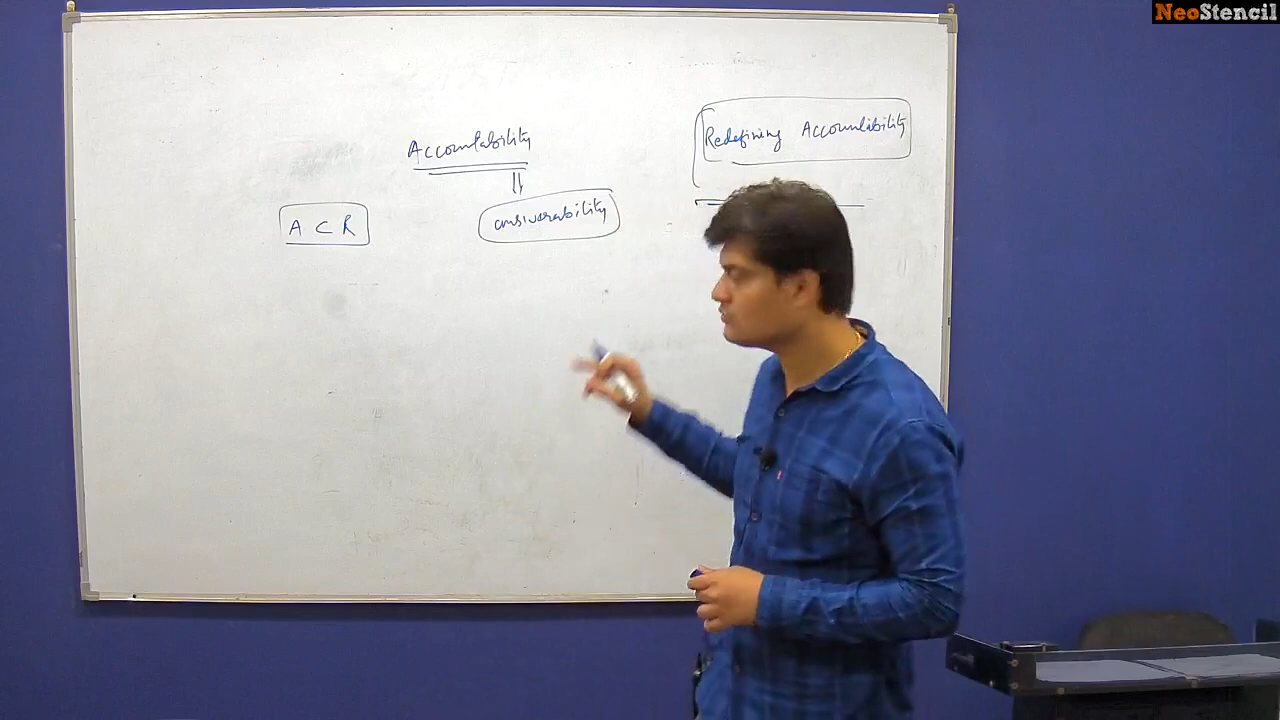 NeoStencil
Redefining Accountability
Accountability
A C R
answerability